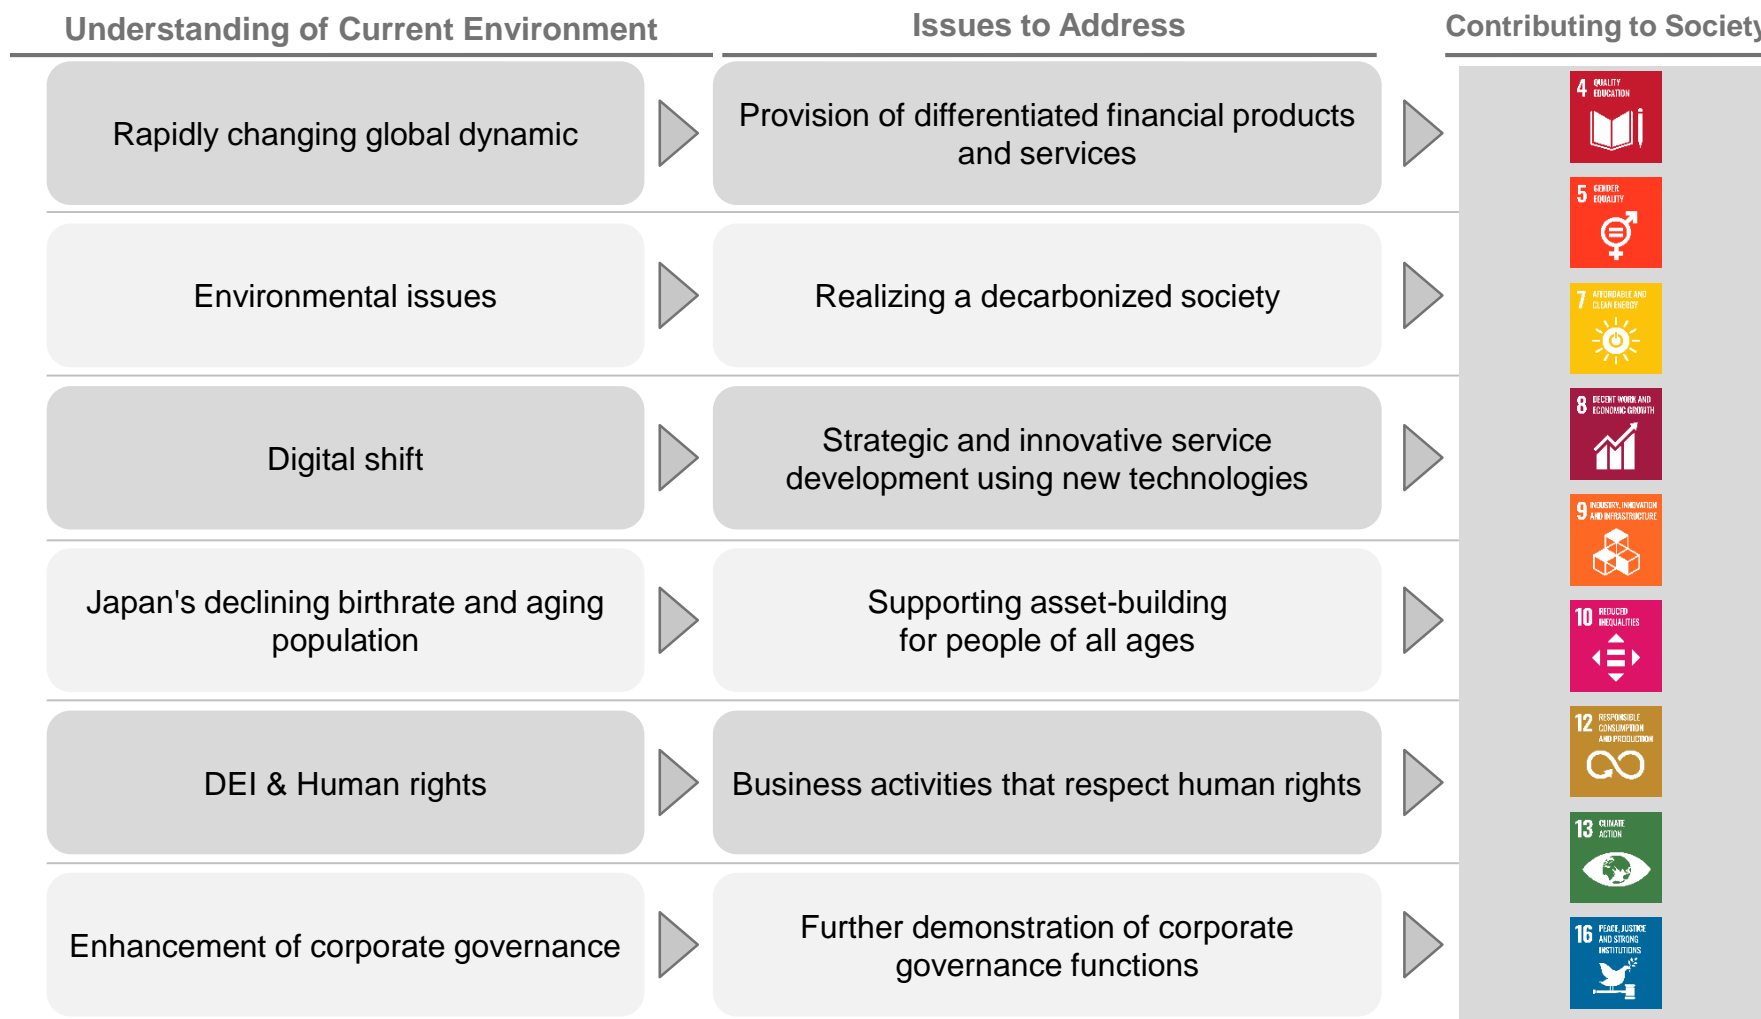 Understanding of Current Environment
Issues to Address
Contributing to Society
Rapidly changing global dynamic
Provision of differentiated financial products
and services
Environmental issues
Realizing a decarbonized society
Digital shift
Strategic and innovative service
development using new technologies
Japan's declining birthrate and aging
population
Supporting asset-building
for people of all ages
DEI & Human rights
Business activities that respect human rights
Enhancement of corporate governance
Further demonstration of corporate
governance functions
4 QUALITY
EDUCATION
5 GENDER
EQUALITY
7 AFFORDABLE AND
CLEAN ENERGY
8 DECENT WORK AND
ECONOMIC GROWTH
9 INDUSTRY, INNOVATION
AND INFRASTRUCTURE
10 REDUCED
INEQUALITIES
12 RESPONSIBLE
CONSUMPTION
AND PRODUCTION
13 CLIMATE
ACTION
16 PEACE, JUSTICE
AND STRONG
INSTITUTIONS